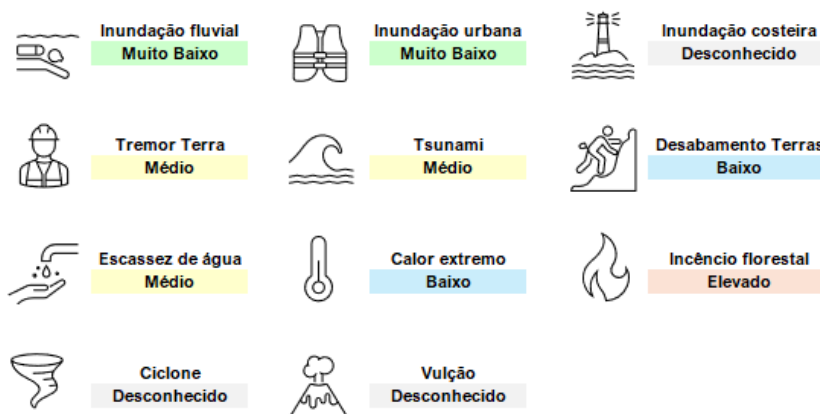 Inundação fluvial
Muito Baixo
Inundação urbana
Muito Baixo
Inundação costeira
Desconhecido
Tremor Terra
Médio
Tsunami
Médio
Desabamento Terras
Baixo
Escassez de água
Médio
Calor extremo
Baixo
Incêncio florestal
Elevado
Ciclone
Desconhecido
Vulção
Desconhecido